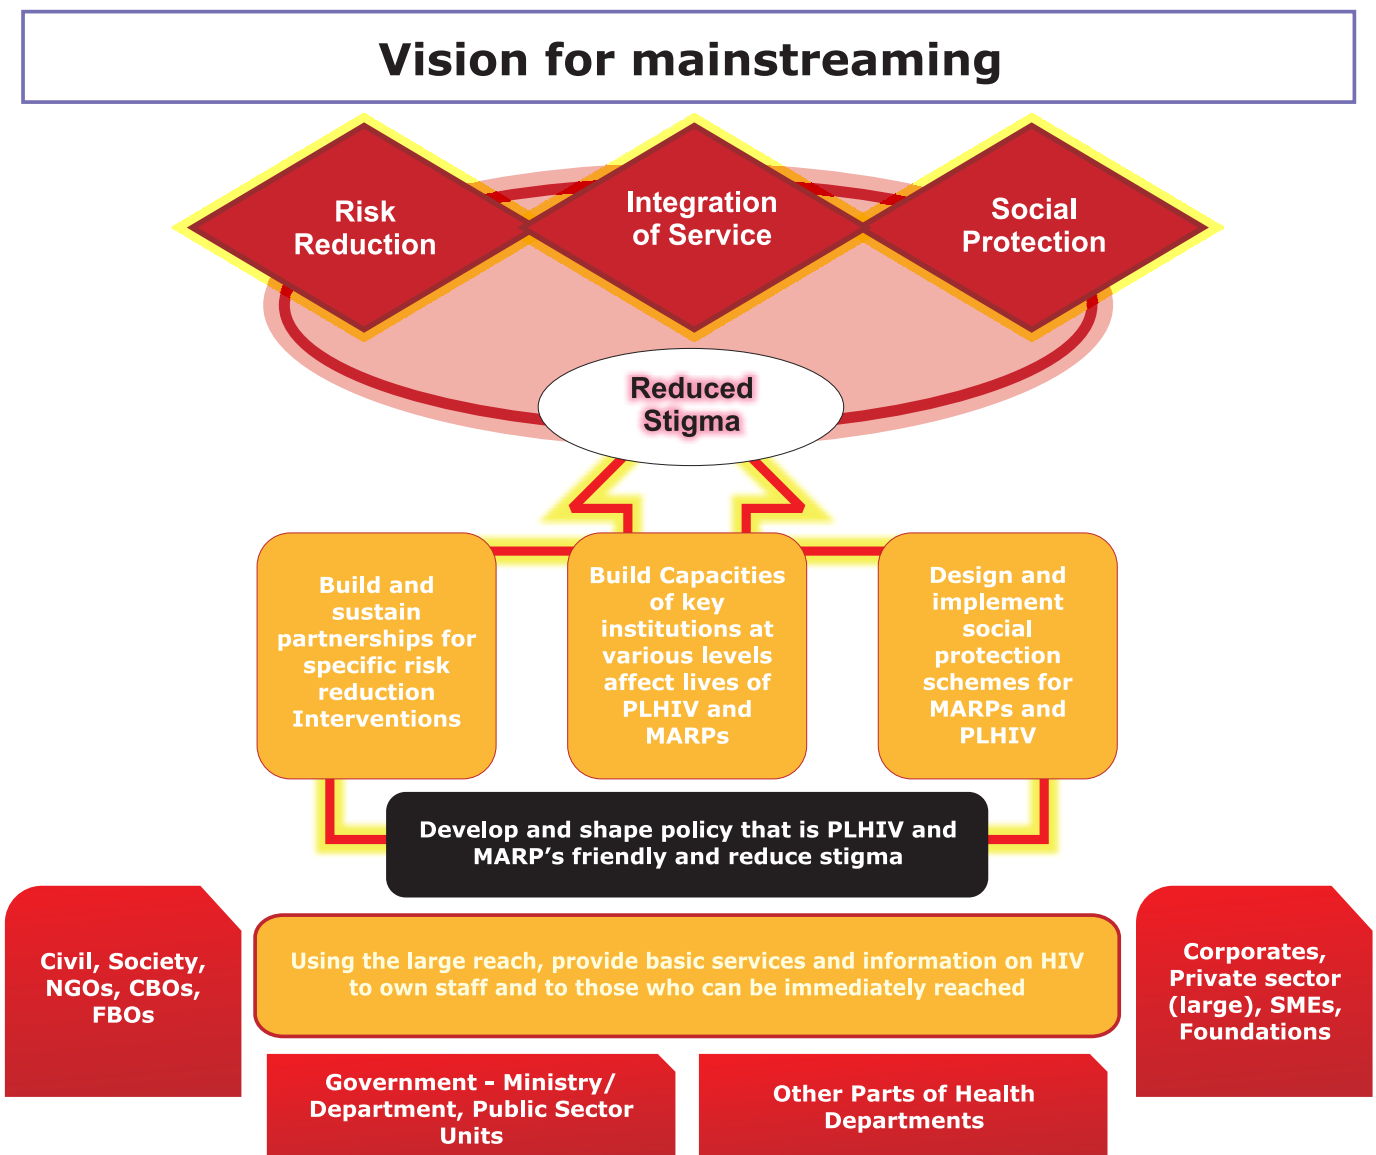 Vision for mainstreaming
Risk
Reduction
Integration
of Service
Social
Protection
Reduced
Stigma
Build and
sustain
partnerships for
specific risk
reduction
Interventions
Build Capacities
of key
institutions at
various levels
affect lives of
PLHIV and
MARPs
Design and
implement
social
protection
schemes for
MARPs and
PLHIV
Develop and shape policy that is PLHIV and
MARP’s friendly and reduce stigma
Civil, Society,
NGOs, CBOs,
FBOs
Using the large reach, provide basic services and information on HIV
to own staff and to those who can be immediately reached
Corporates,
Private sector
(large), SMEs,
Foundations
Government – Ministry/
Department, Public Sector
Units
Other Parts of Health
Departments